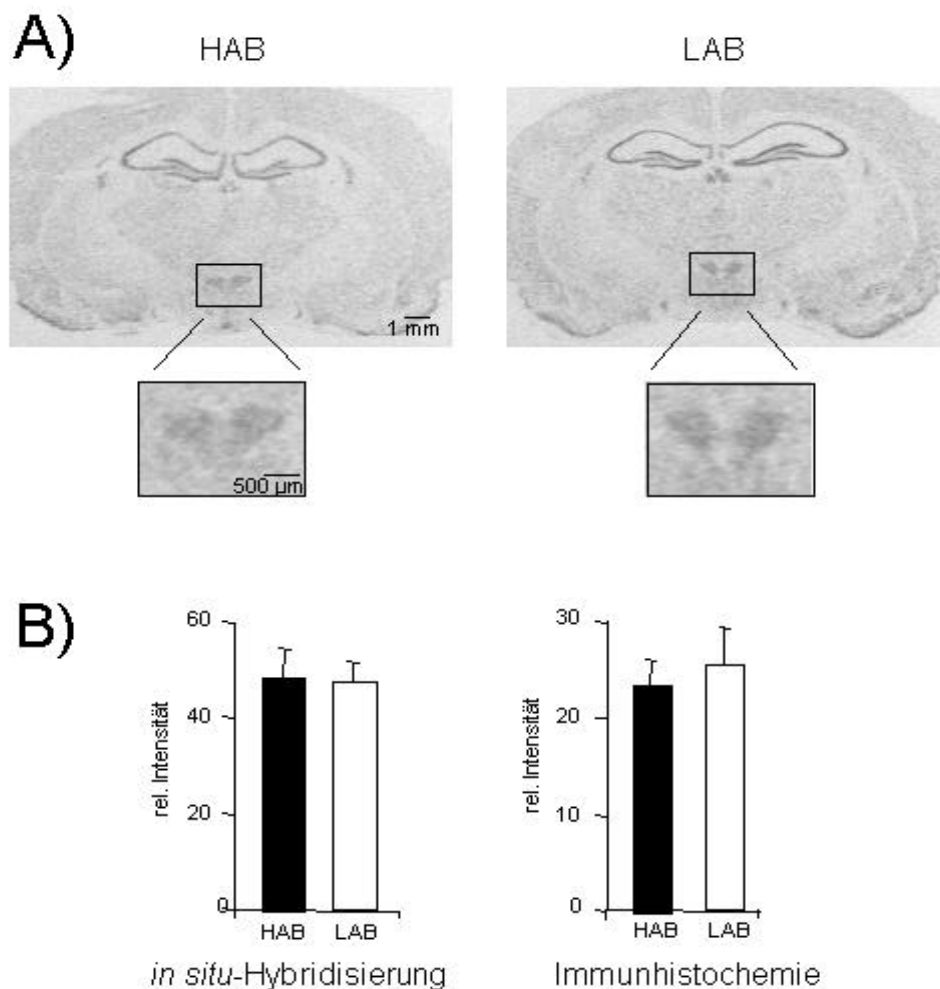 A)
HAB
LAB
1 mm
500 µm
B)
60
40
20
0
rel. Intensität
HAB
LAB
in situ-Hybridisierung
30
20
10
0
rel. Intensität
HAB
LAB
Immunhistochemie